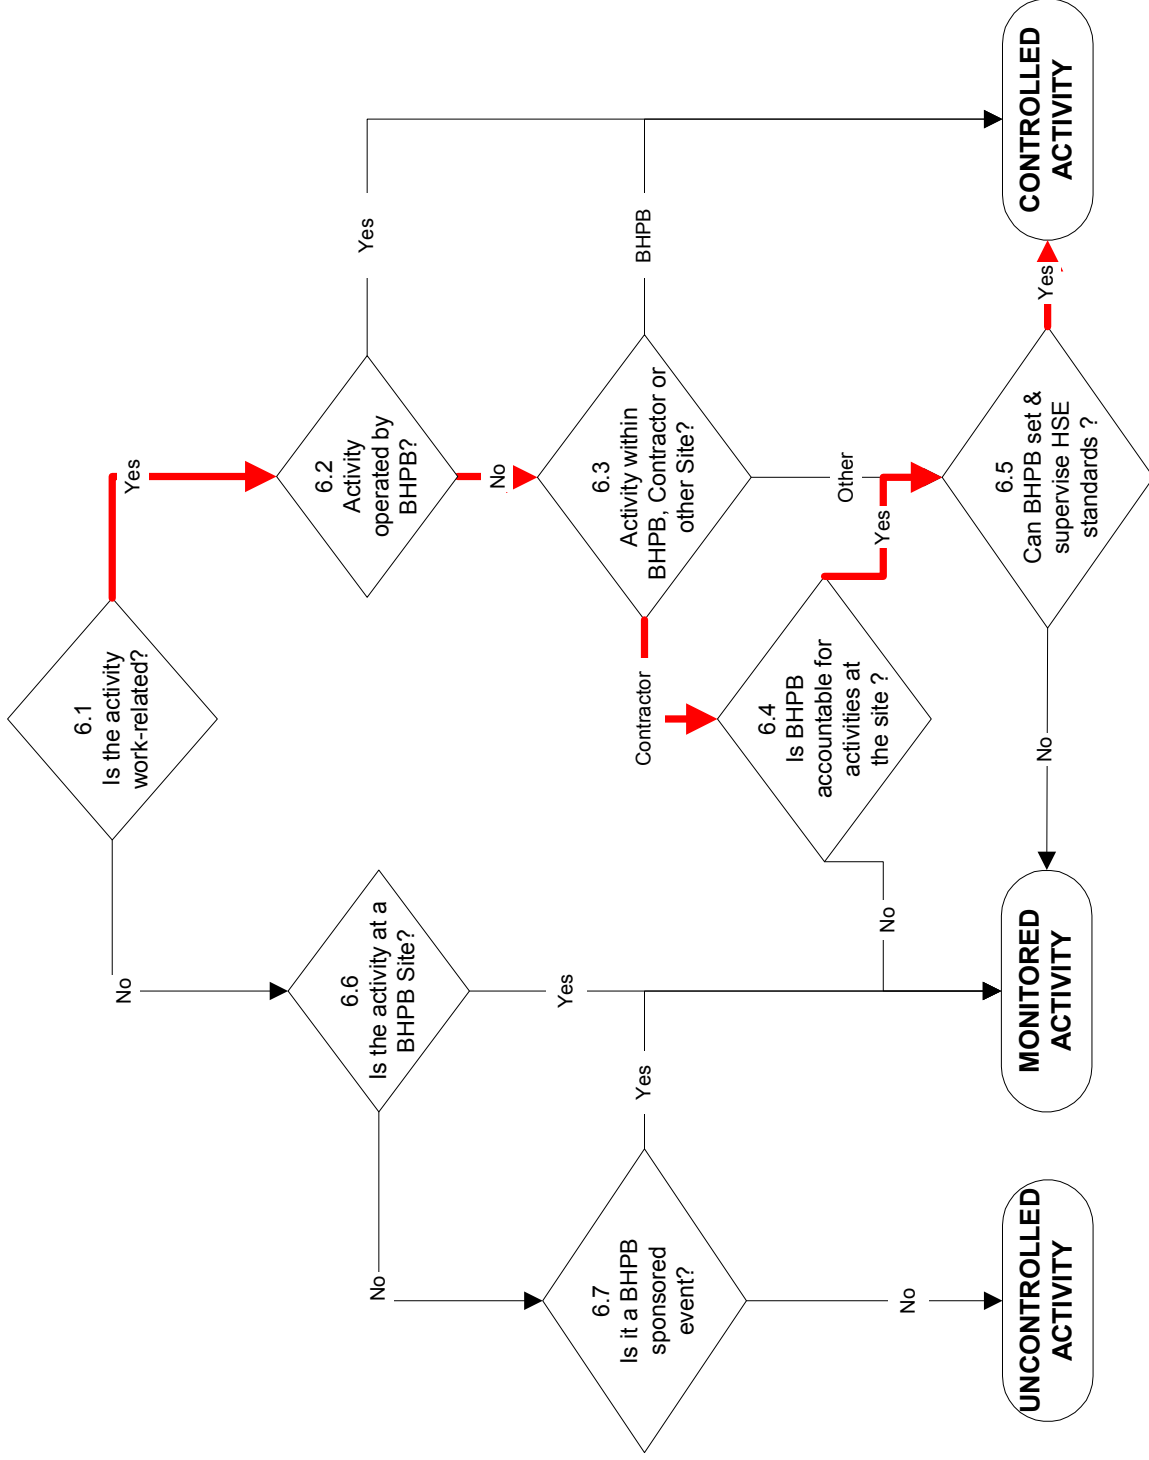 6.1
Is the activity
work-related?
Yes
No
6.2
Activity
operated by
BHPB?
Yes
No
6.6
Is the activity at a
BHPB Site?
Yes
No
6.3
Activity within
BHPB, Contractor or
other Site?
BHPB
Contractor
Other
6.7
Is it a BHPB
sponsored
event?
Yes
No
6.4
Is BHPB
accountable for
activities at
the site ?
Yes
No
6.5
Can BHPB set &
supervise HSE
standards ?
Yes
No
UNCONTROLLED
ACTIVITY
MONITORED
ACTIVITY
CONTROLLED
ACTIVITY